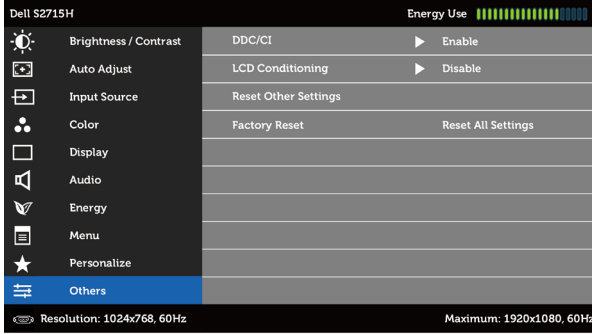 Dell S2715H Energy Use
Brightness / Contrast DDC/CI Enable
Auto Adjust LCD Conditioning Disable
Input Source Reset Other Settings
Color Factory Reset Reset All Settings
Display
Audio
Energy
Menu
Personalize
Others
Resolution: 1024x768, 60Hz Maximum: 1920x1080, 60Hz